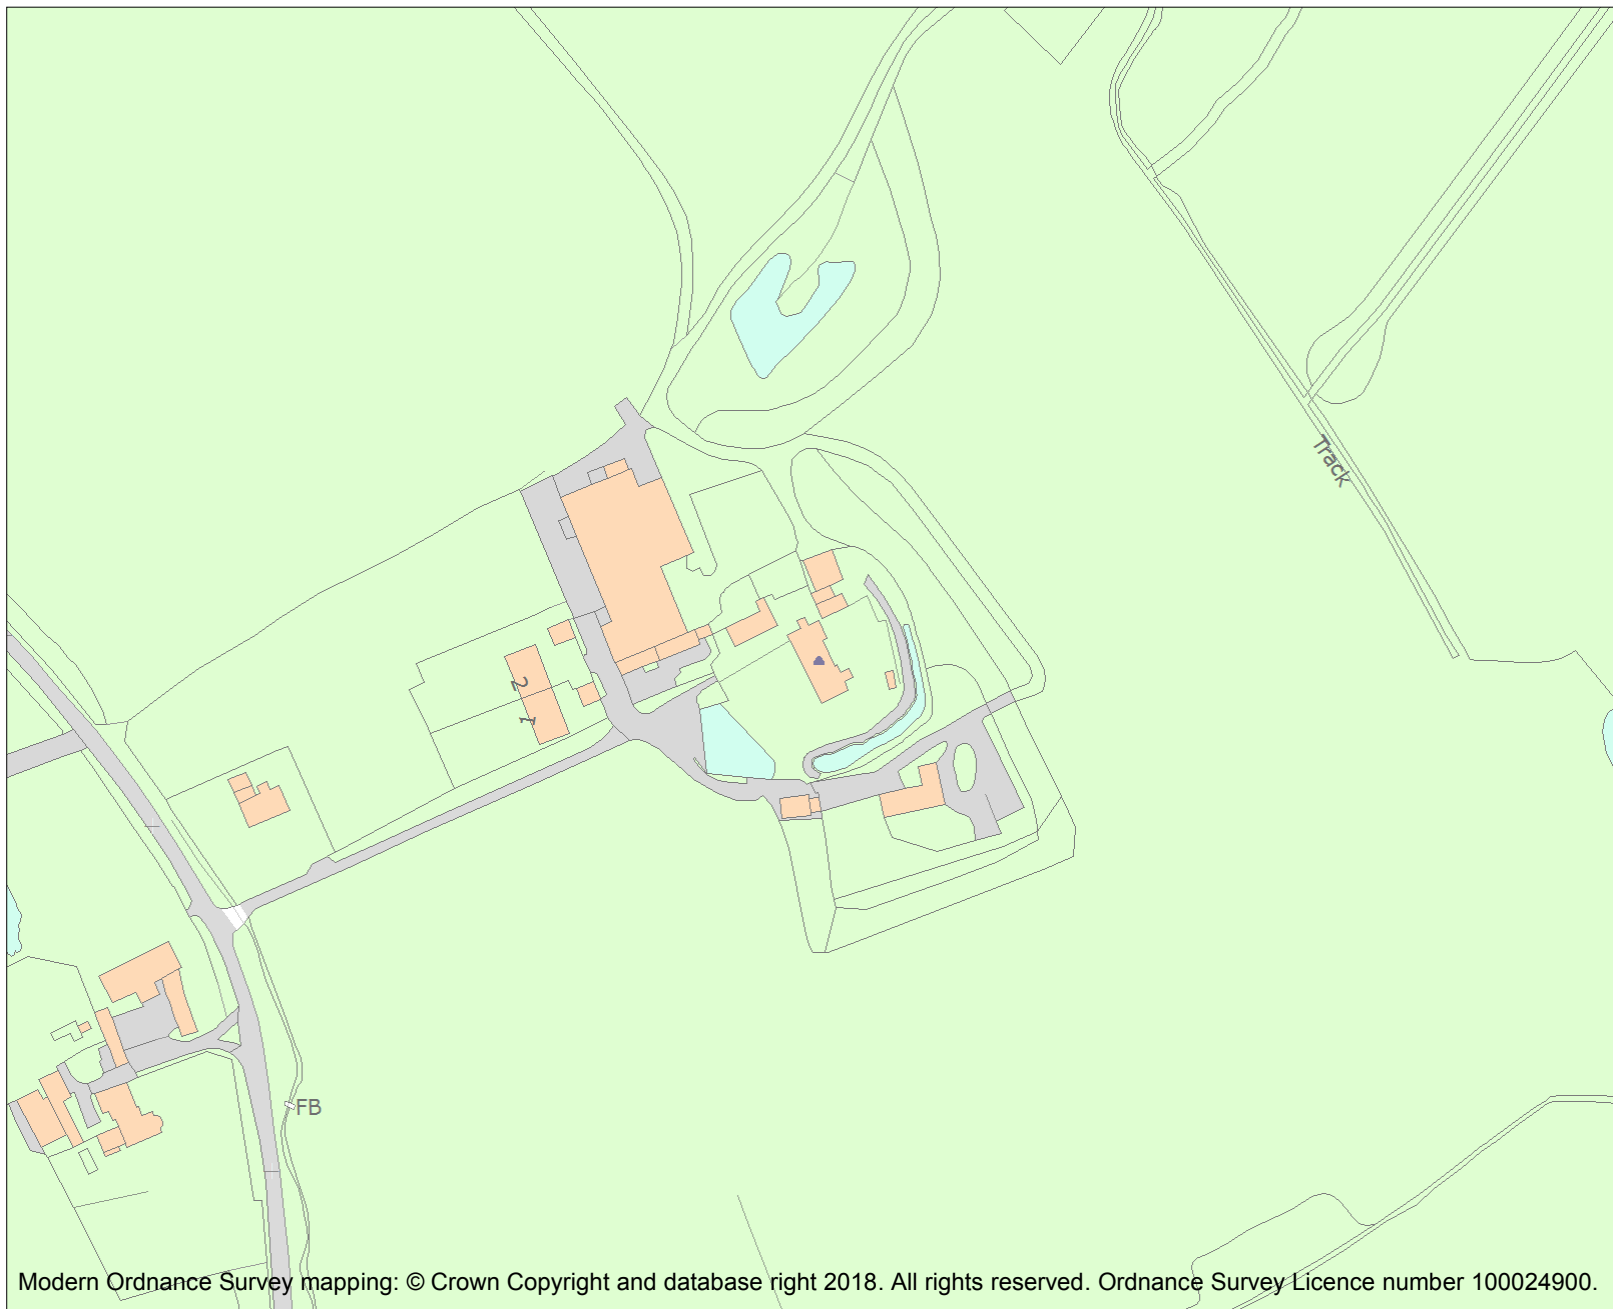 Track
2
1
FB
Modern Ordnance Survey mapping: © Crown Copyright and database right 2018. All rights reserved. Ordnance Survey Licence number 100024900.